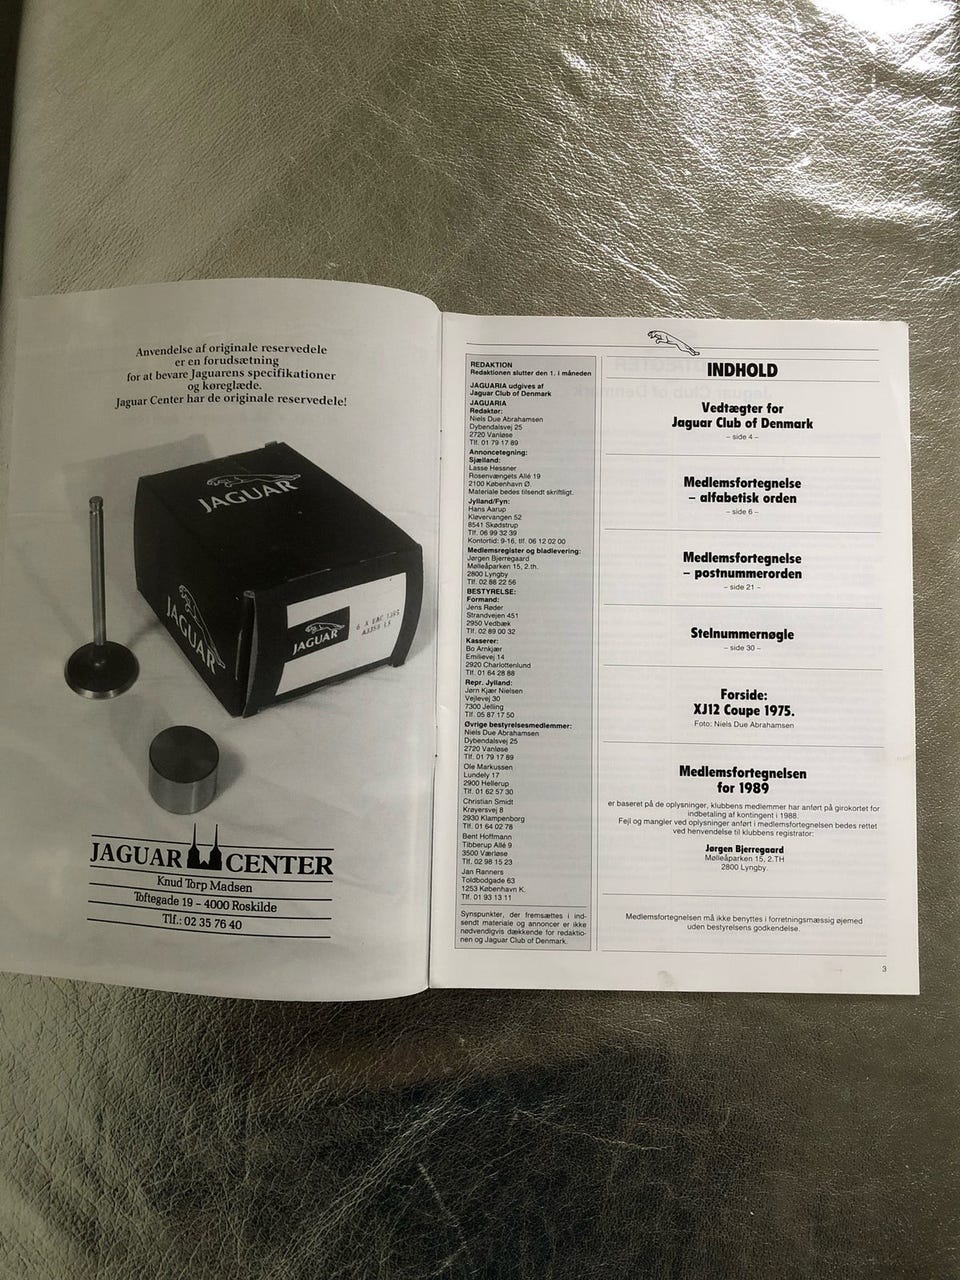 Anvendelse af originale reservedele
er en forudsætning
for at bevare Jaguarens specifikationer
og køreglæde.
Jaguar Center har de originale reservedele!
JAGUAR
JAGUAR
JAGUAR
JAGUAR CENTER
Knud Torp Madsen
Toftegade 19 - 4000 Roskilde
Tlf.: 02 35 76 40
REDAKTION
Redaktionen slutter den 1. i måneden
JAGUARIA udgives af
Jaguar Club of Denmark
JAGUARIA
Redaktør:
Niels Due Abrahamsen
Dybendalsvej 25
2720 Vanløse
Tlf. 01 79 17 89
Annoncetegning:
Sjælland:
Lasse Hessner
Rosenvængets Allé 19
2100 København Ø.
Materiale bedes tilsendt skriftligt.
Jylland/Fyn:
Hans Aarup
Kløvervangen 52
8541 Skødstrup
Tlf. 06 99 32 39
Kontortid: 9-16, tlf. 06 12 02 00
Medlemsregister og bladlevering:
Jørgen Bjerregaard
Mølleåparken 15, 2.th.
2800 Lyngby
Tlf. 02 88 22 56
BESTYRELSE:
Formand:
Jens Røder
Strandvejen 451
2950 Vedbæk
Tlf. 02 89 00 32
Kasserer:
Bo Arnkjær
Emilievej 14
2920 Charlottenlund
Tlf. 01 64 28 88
Repr. Jylland:
Jørn Kjær Nielsen
Vejlevej 30
7300 Jelling
Tlf. 05 87 17 50
Øvrige bestyrelsesmedlemmer:
Niels Due Abrahamsen
Dybendalsvej 25
2720 Vanløse
Tlf. 01 79 17 89
Ole Markussen
Lundely 17
2900 Hellerup
Tlf. 01 62 57 30
Christian Smidt
Krøyersvej 8
2930 Klampenborg
Tlf. 01 64 02 78
Bent Hoffmann
Tibberup Allé 9
3500 Værløse
Tlf. 02 98 15 23
Jan Ranners
Toldbodgade 63
1253 København K.
Tlf. 01 93 13 11
Synspunkter, der fremsættes i ind-
sendt materiale og annoncer er ikke
nødvendigvis dækkende for redaktio-
nen og Jaguar Club of Denmark.
INDHOLD
Vedtægter for
Jaguar Club of Denmark
– side 4 –
Medlemsfortegnelse
– alfabetisk orden
– side 6 –
Medlemsfortegnelse
– postnummerorden
– side 21 –
Stelnummernøgle
– side 30 –
Forside:
XJ12 Coupe 1975.
Foto: Niels Due Abrahamsen
Medlemsfortegnelsen
for 1989
er baseret på de oplysninger, klubbens medlemmer har anført på girokortet for
indbetaling af kontingent i 1988.
Fejl og mangler ved oplysninger anført i medlemsfortegnelsen bedes rettet
ved henvendelse til klubbens registrator:
Jørgen Bjerregaard
Mølleåparken 15, 2.TH
2800 Lyngby.
Medlemsfortegnelsen må ikke benyttes i forretningsmæssig øjemed
uden bestyrelsens godkendelse.
3